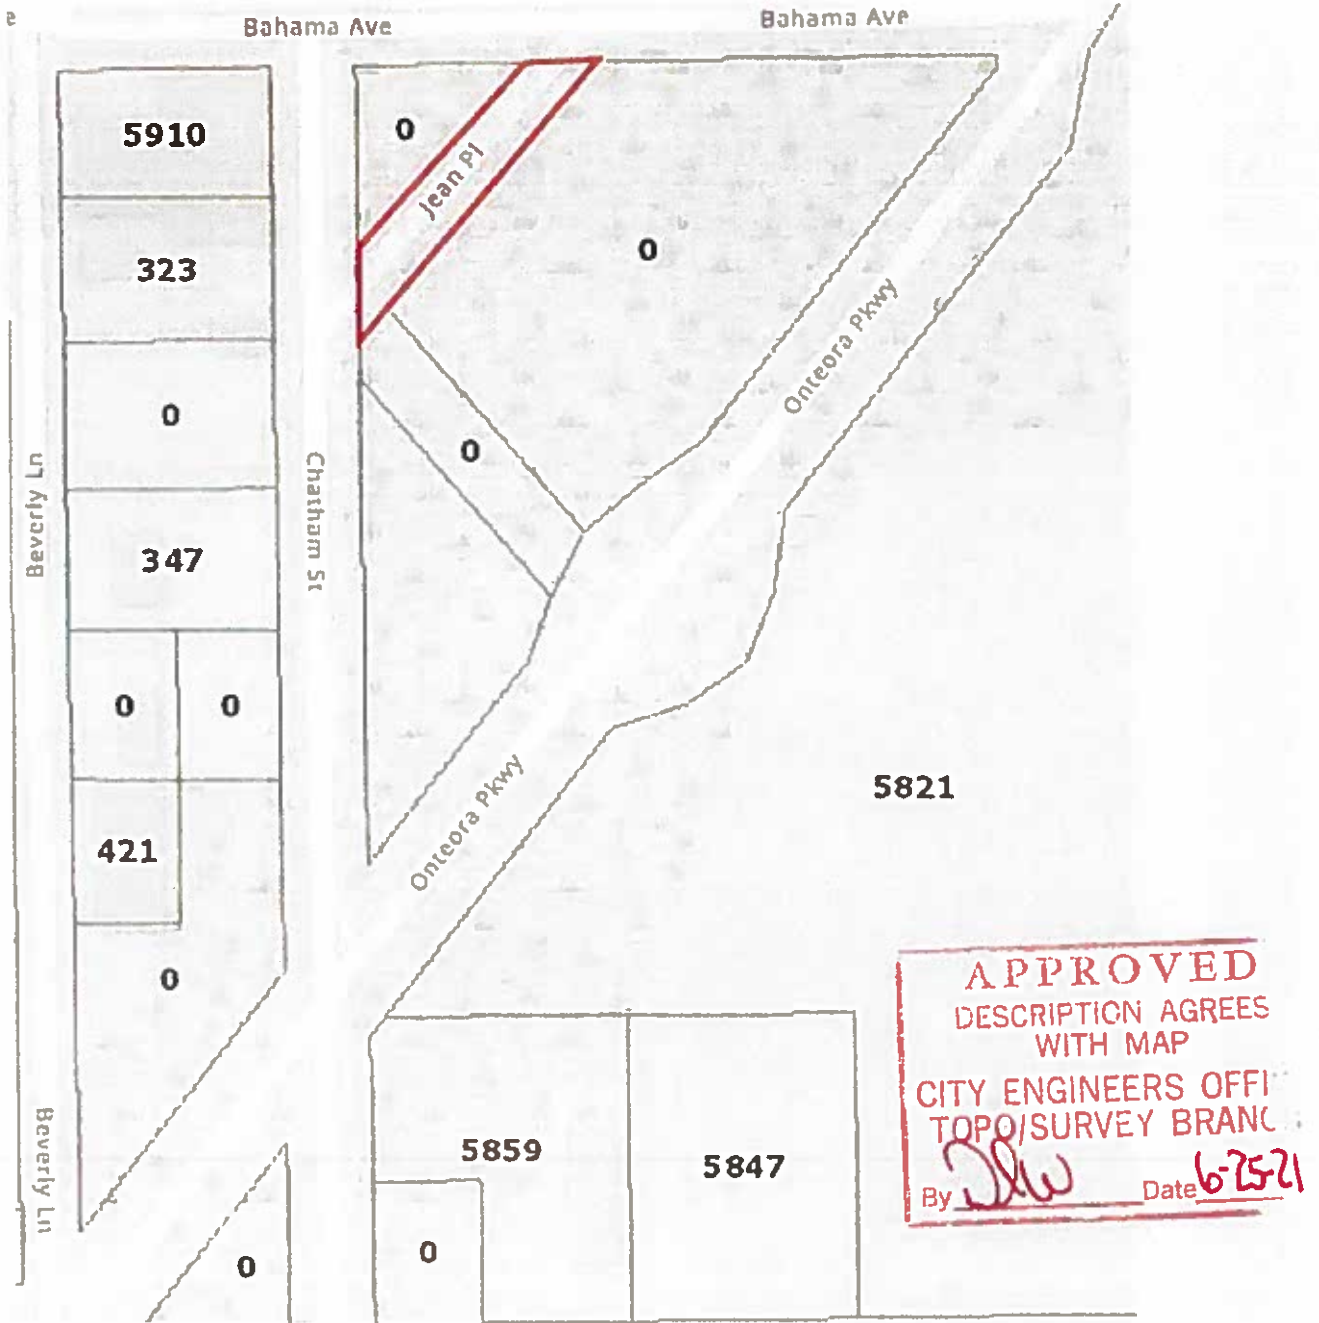 e
Bahama Ave
Bahama Ave
5910
0
Jean Pl
323
0
Onteora Pkwy
0
0
Beverly Ln
Chatham St
347
0
0
5821
Onteora Pkwy
421
0
APPROVED
DESCRIPTION AGREES
WITH MAP
CITY ENGINEERS OFFI
TOPO/SURVEY BRANC
By Date 6-25-21
Beverly Ln
5859
5847
0
0